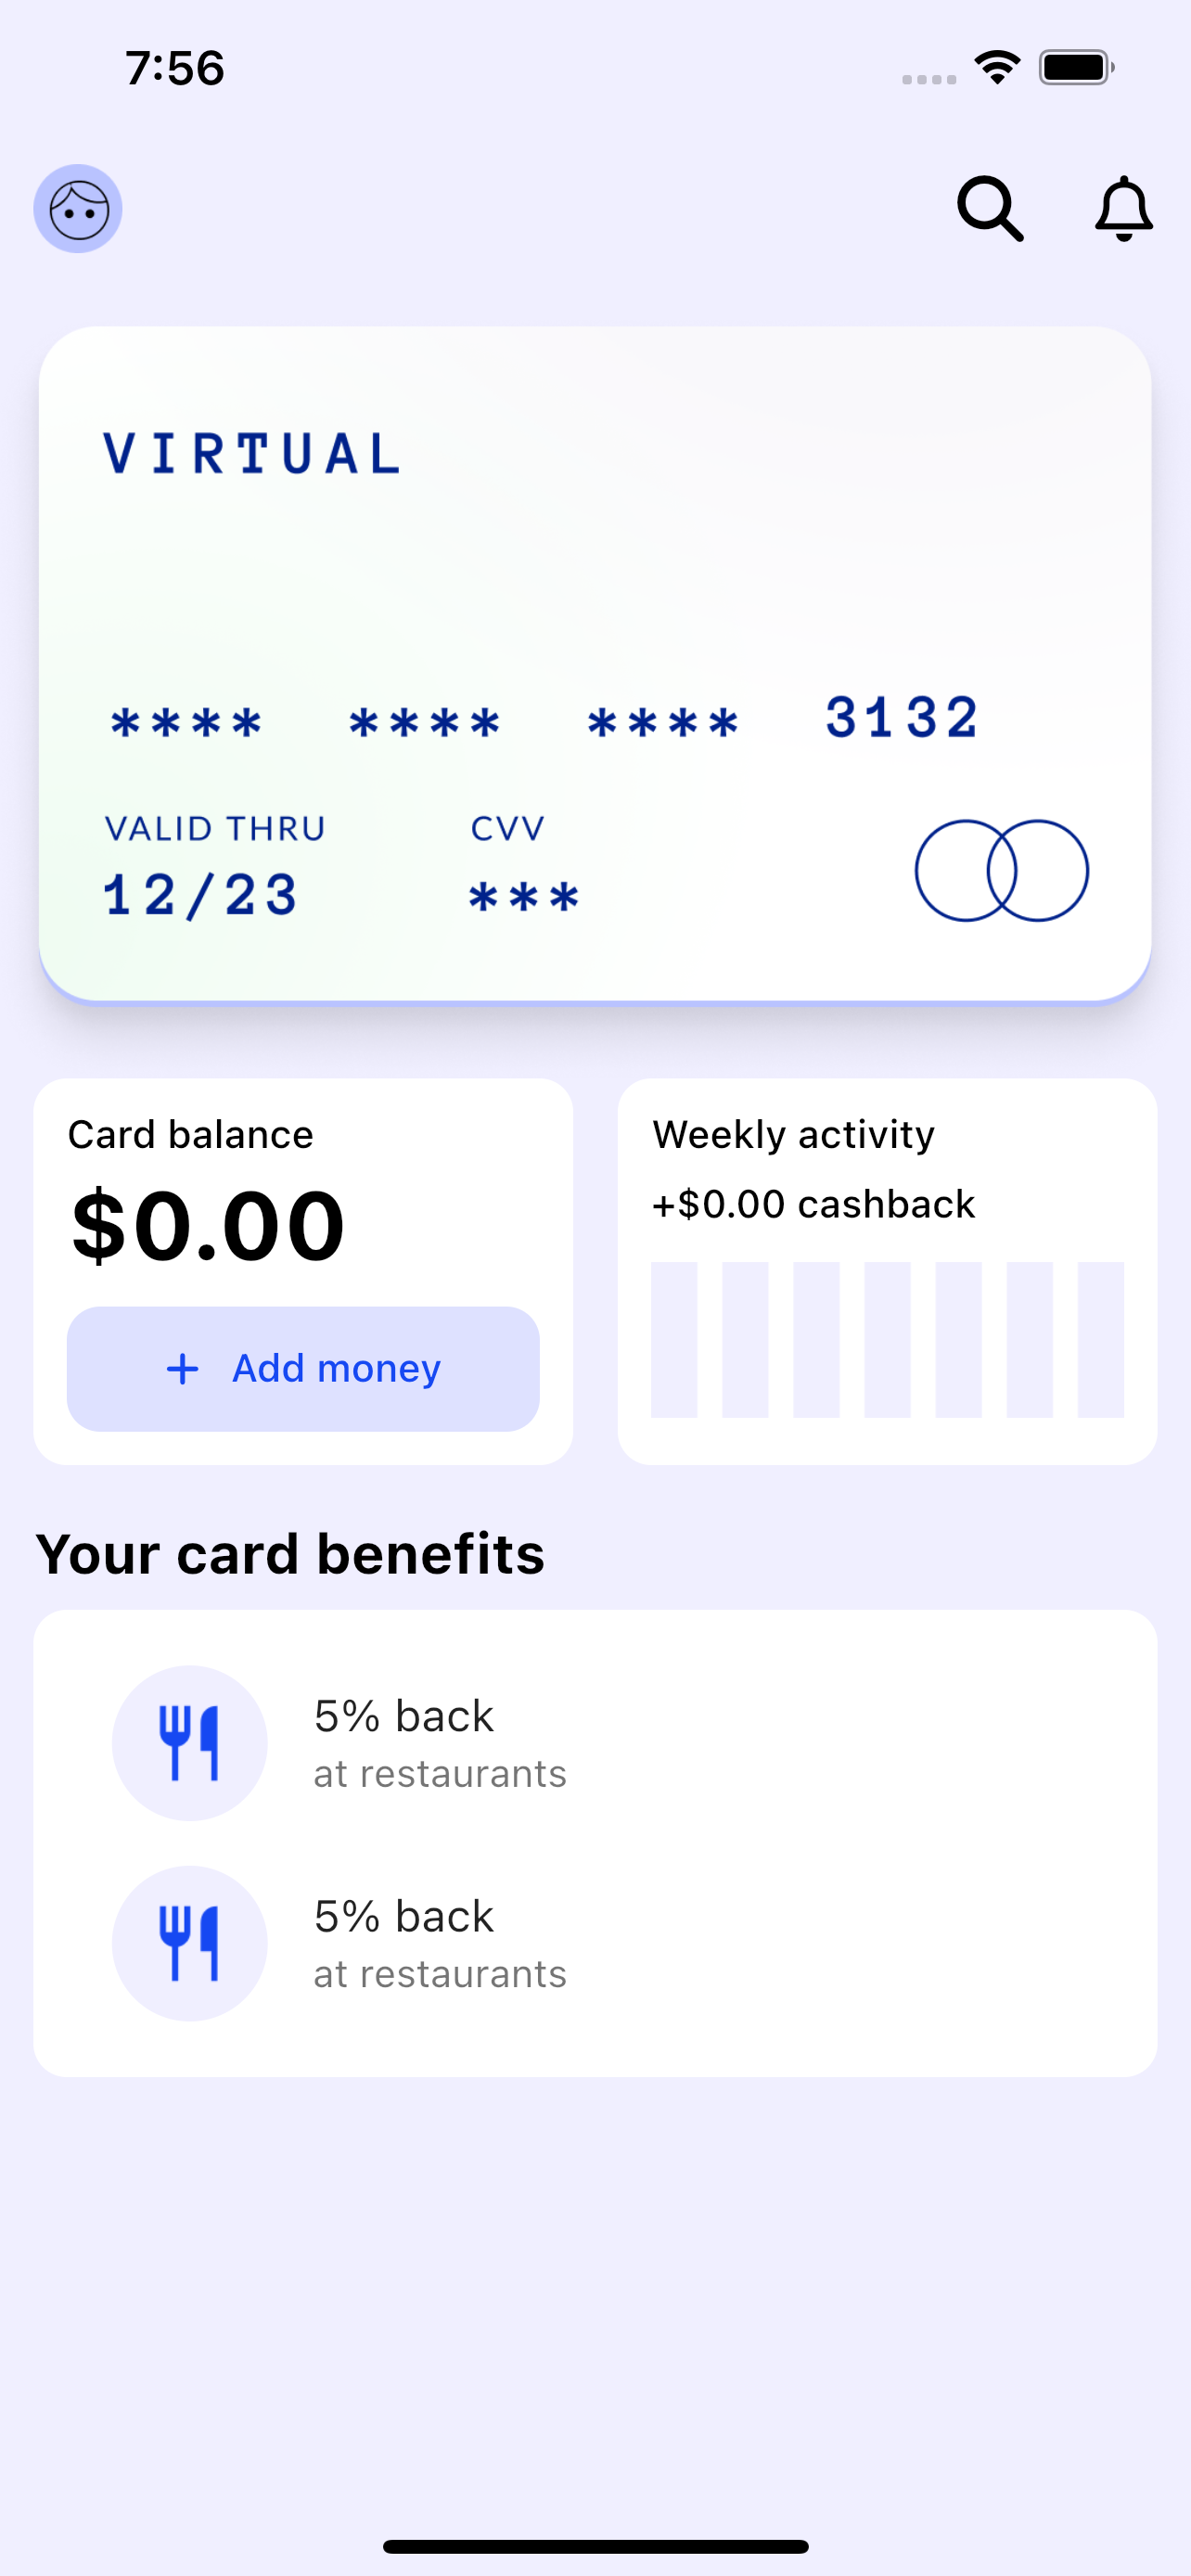 7:56
VIRTUAL
**** **** **** 3132
VALID THRU CVV
12/23 ***
Card balance
$0.00
+ Add money
Weekly activity
+$0.00 cashback
Your card benefits
5% back
at restaurants
5% back
at restaurants